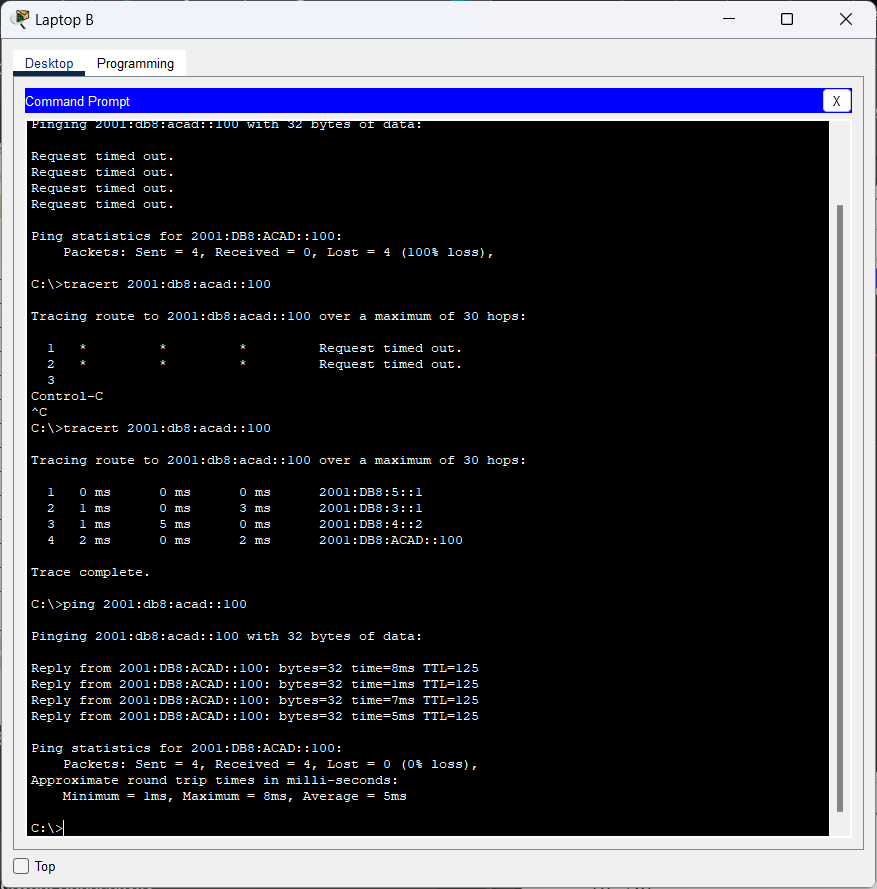 Laptop B
Desktop Programming
Command Prompt X
Pinging 2001:db8:acad::100 with 32 bytes of data:
Request timed out.
Request timed out.
Request timed out.
Request timed out.
Ping statistics for 2001:DB8:ACAD::100:
Packets: Sent = 4, Received = 0, Lost = 4 (100% loss),
C:\>tracert 2001:db8:acad::100
Tracing route to 2001:db8:acad::100 over a maximum of 30 hops:
1 * * * Request timed out.
2 * * * Request timed out.
3
Control-C
^C
C:\>tracert 2001:db8:acad::100
Tracing route to 2001:db8:acad::100 over a maximum of 30 hops:
1 0 ms 0 ms 0 ms 2001:DB8:5::1
2 1 ms 0 ms 3 ms 2001:DB8:3::1
3 1 ms 5 ms 0 ms 2001:DB8:4::2
4 2 ms 0 ms 2 ms 2001:DB8:ACAD::100
Trace complete.
C:\>ping 2001:db8:acad::100
Pinging 2001:db8:acad::100 with 32 bytes of data:
Reply from 2001:DB8:ACAD::100: bytes=32 time=8ms TTL=125
Reply from 2001:DB8:ACAD::100: bytes=32 time=1ms TTL=125
Reply from 2001:DB8:ACAD::100: bytes=32 time=7ms TTL=125
Reply from 2001:DB8:ACAD::100: bytes=32 time=5ms TTL=125
Ping statistics for 2001:DB8:ACAD::100:
Packets: Sent = 4, Received = 4, Lost = 0 (0% loss),
Approximate round trip times in milli-seconds:
Minimum = 1ms, Maximum = 8ms, Average = 5ms
C:\>
Top